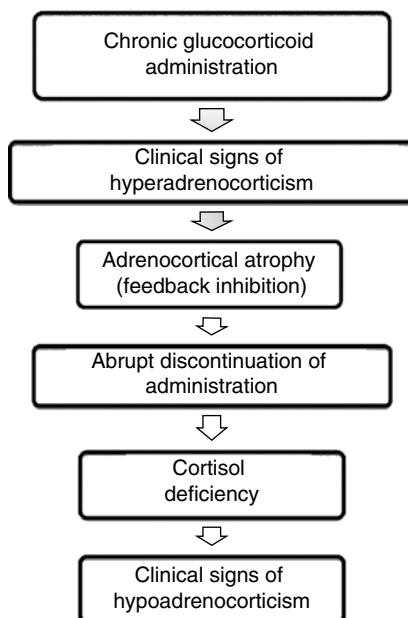 Chronic glucocorticoid
administration
Clinical signs of
hyperadrenocorticism
Adrenocortical atrophy
(feedback inhibition)
Abrupt discontinuation of
administration
Cortisol
deficiency
Clinical signs of
hypoadrenocorticism